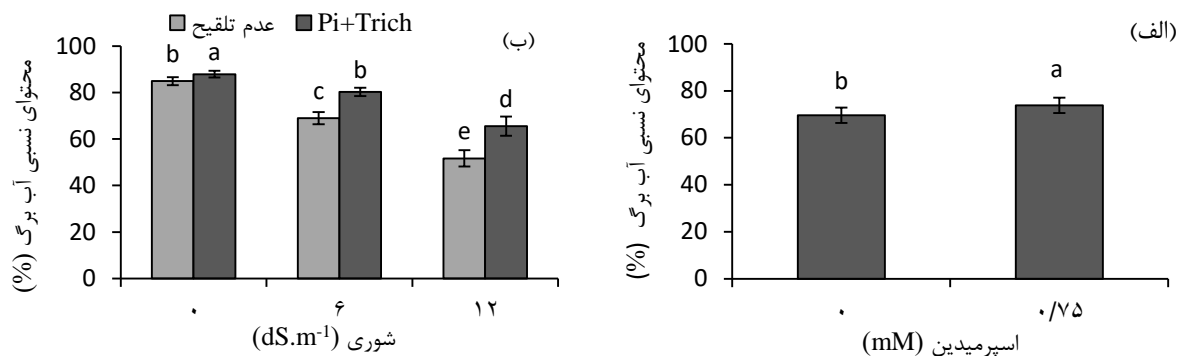 (الف)
محتوای نسبی آب برگ (%)
100
80
60
40
20
0
b
a
۰
۰/۷۵
اسپرمیدین (mM)
عدم تلقیح
Pi+Trich
(ب)
محتوای نسبی آب برگ (%)
100
80
60
40
20
0
b
a
c
b
e
d
۰
۶
۱۲
شوری (dS.m⁻¹)